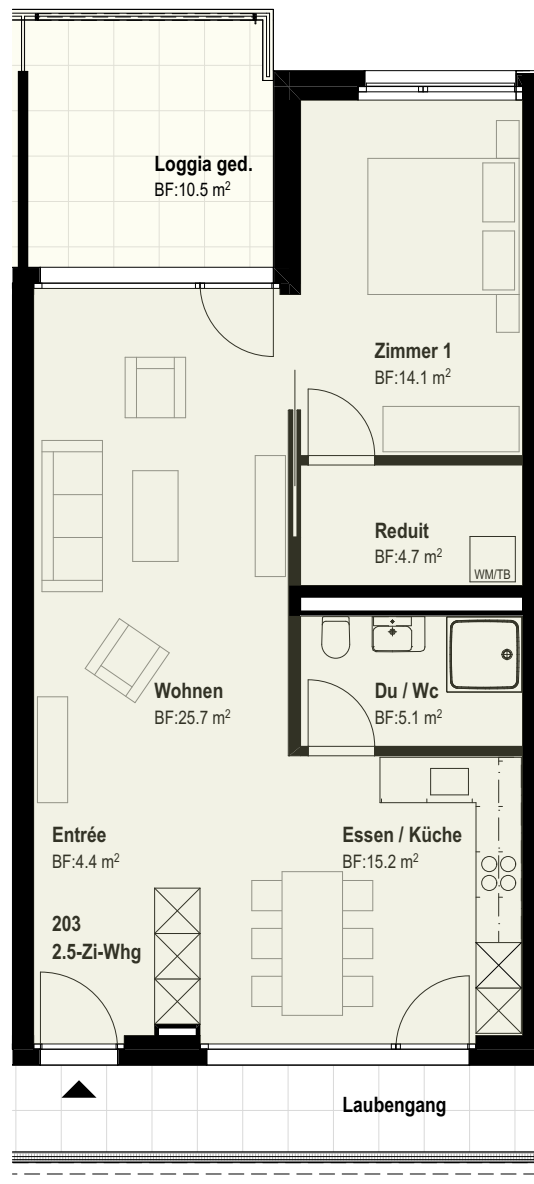 Loggia ged.
BF:10.5 m²
Zimmer 1
BF:14.1 m²
Reduit
BF:4.7 m²
WM/TB
Wohnen
BF:25.7 m²
Du / Wc
BF:5.1 m²
Entrée
BF:4.4 m²
Essen / Küche
BF:15.2 m²
203
2.5-Zi-Whg
Laubengang